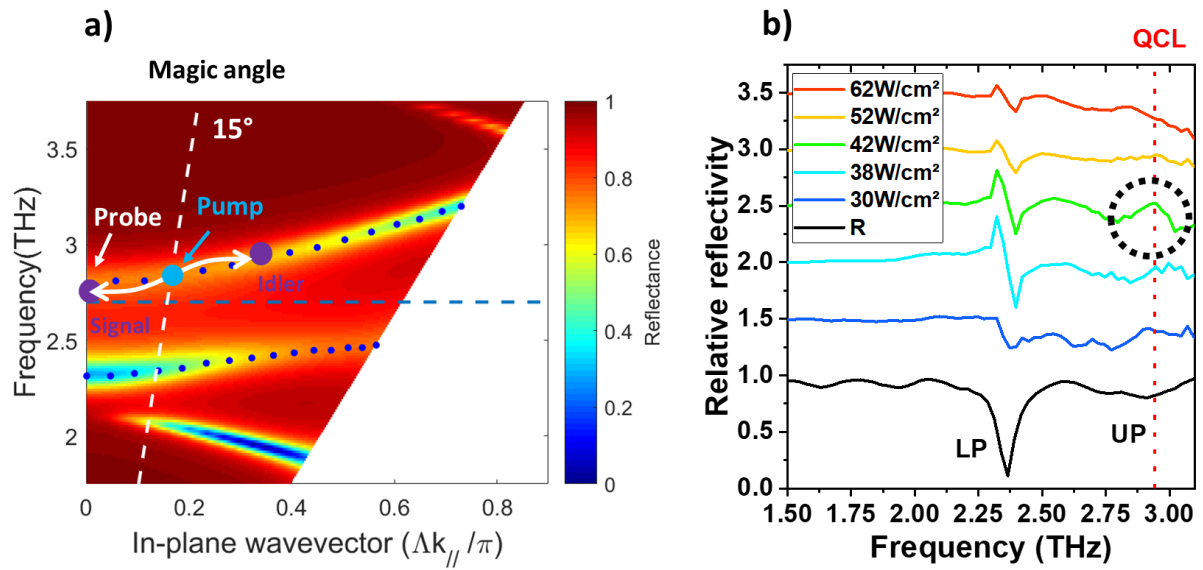 a)
Magic angle
15°
Probe
Pump
Idler
Signal
3.5
3
2.5
2
0
0.2
0.4
0.6
0.8
Frequency(THz)
In-plane wavevector (Λk// /π)
1
0.8
0.6
0.4
0.2
0
Reflectance
b)
QCL
62W/cm²
52W/cm²
42W/cm²
38W/cm²
30W/cm²
R
3.5
3.0
2.5
2.0
1.5
1.0
0.5
0.0
Relative reflectivity
LP
UP
1.50
1.75
2.00
2.25
2.50
2.75
3.00
Frequency (THz)